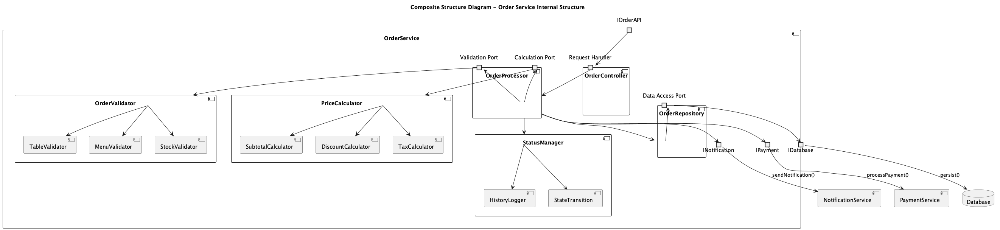 Composite Structure Diagram - Order Service Internal Structure
IOrderAPI
OrderService
Validation Port
Calculation Port
Request Handler
OrderProcessor
OrderController
Data Access Port
OrderValidator
PriceCalculator
OrderRepository
StatusManager
TableValidator
MenuValidator
StockValidator
SubtotalCalculator
DiscountCalculator
TaxCalculator
INotification
IPayment
IDatabase
sendNotification()
processPayment()
persist()
HistoryLogger
StateTransition
NotificationService
PaymentService
Database